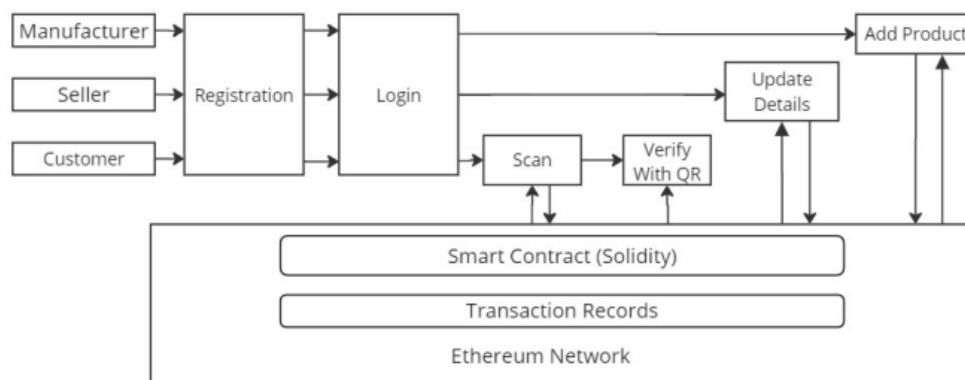 Manufacturer
Add Product
Seller
Registration
Login
Update
Details
Customer
Scan
Verify
With QR
Smart Contract (Solidity)
Transaction Records
Ethereum Network